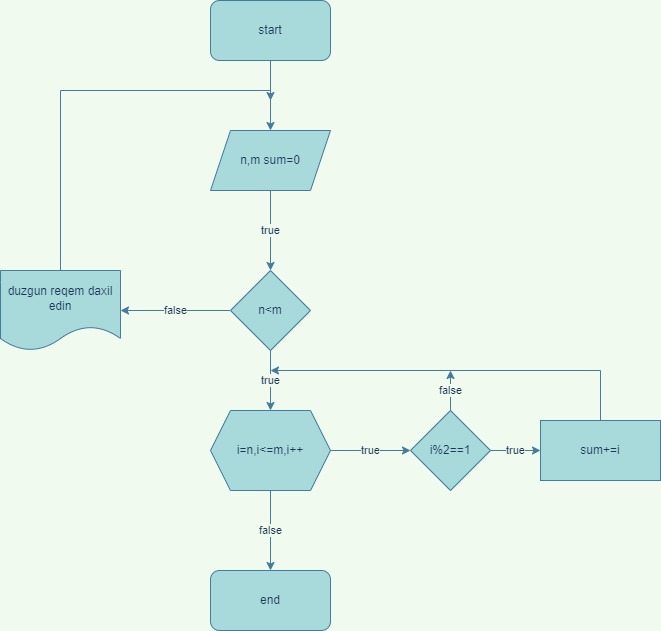 start
n,m sum=0
true
duzgun reqem daxil
edin
false
n<m
true
false
i=n,i<=m,i++
true
i%2==1
true
sum+=i
false
end